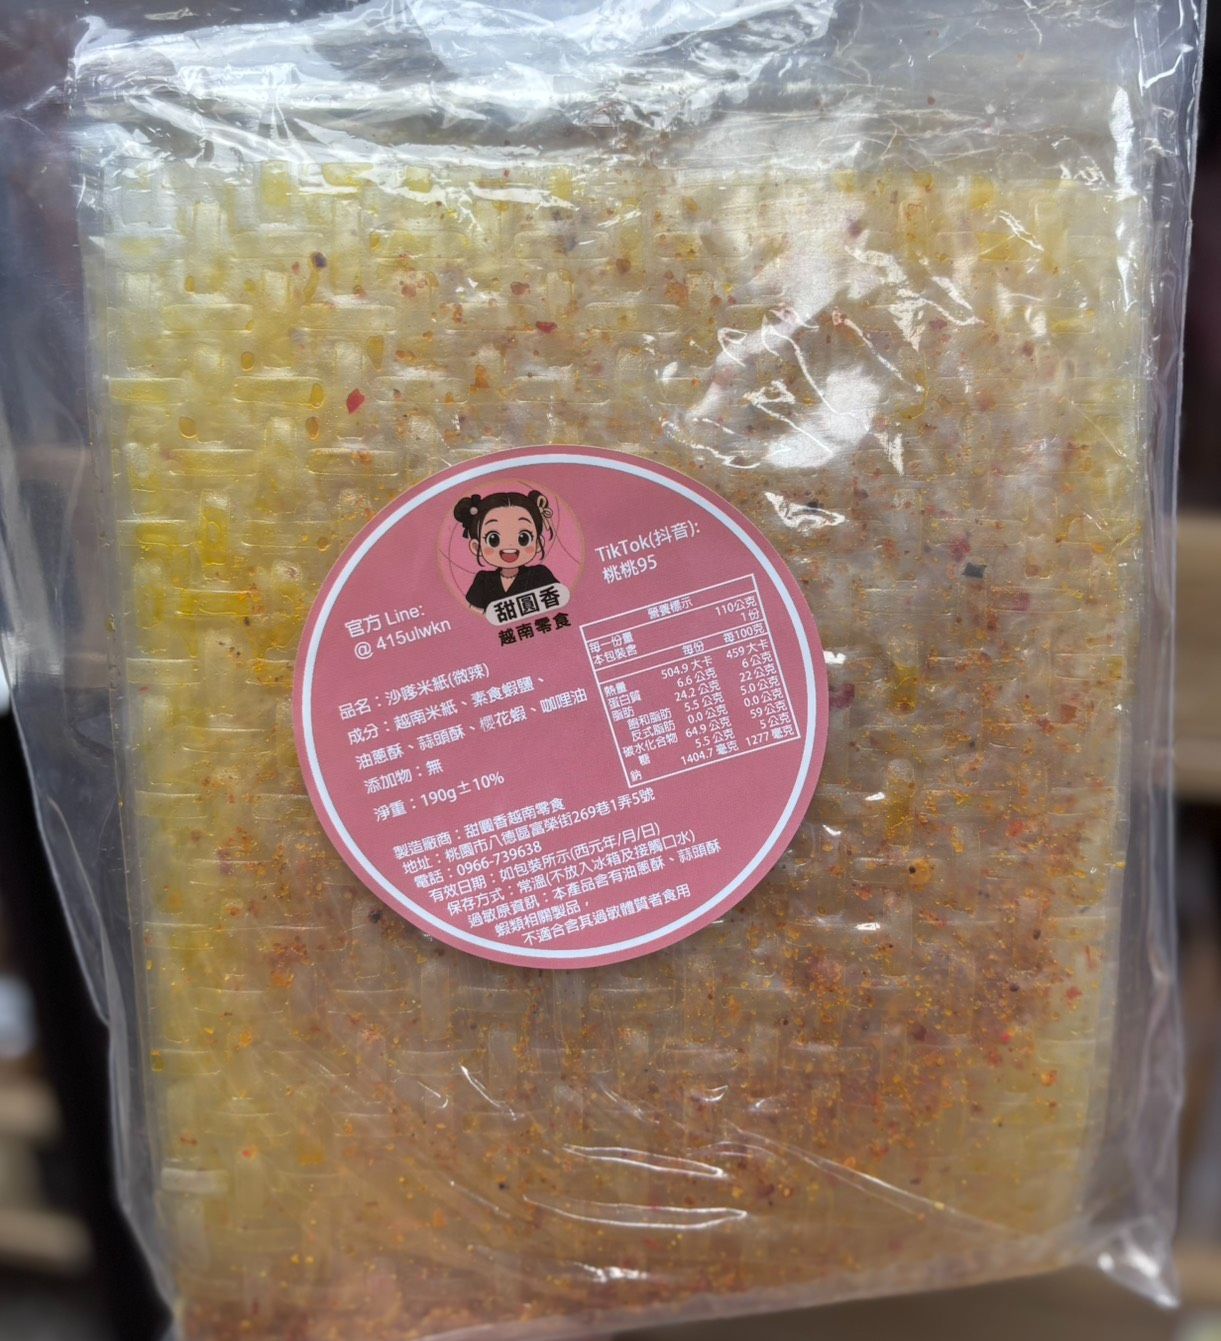 甜圓香
越南零食
官方 Line:
@ 415ulwkn
TikTok(抖音):
桃桃95
品名：沙嗲米紙(微辣)
成分：越南米紙、素食蝦鹽、
油蔥酥、蒜頭酥、櫻花蝦、咖哩油
添加物：無
淨重：190g±10%
營養標示
每一份量 110公克
本包裝含 1份
每份 每100克
熱量 504.9 大卡 459 大卡
蛋白質 6.6 公克 6 公克
脂肪 24.2 公克 22 公克
飽和脂肪 5.5 公克 5.0 公克
反式脂肪 0.0 公克 0.0 公克
碳水化合物 64.9 公克 59 公克
糖 5.5 公克 5 公克
鈉 1404.7 毫克 1277 毫克
製造廠商：甜圓香越南零食
地址：桃園市八德區富榮街269巷1弄5號
電話：0966-739638
有效日期：如包裝所示(西元年/月/日)
保存方式：常溫(不放入冰箱及接觸口水)
過敏原資訊：本產品含有油蔥酥、蒜頭酥
蝦類相關製品，
不適合含其過敏體質者食用